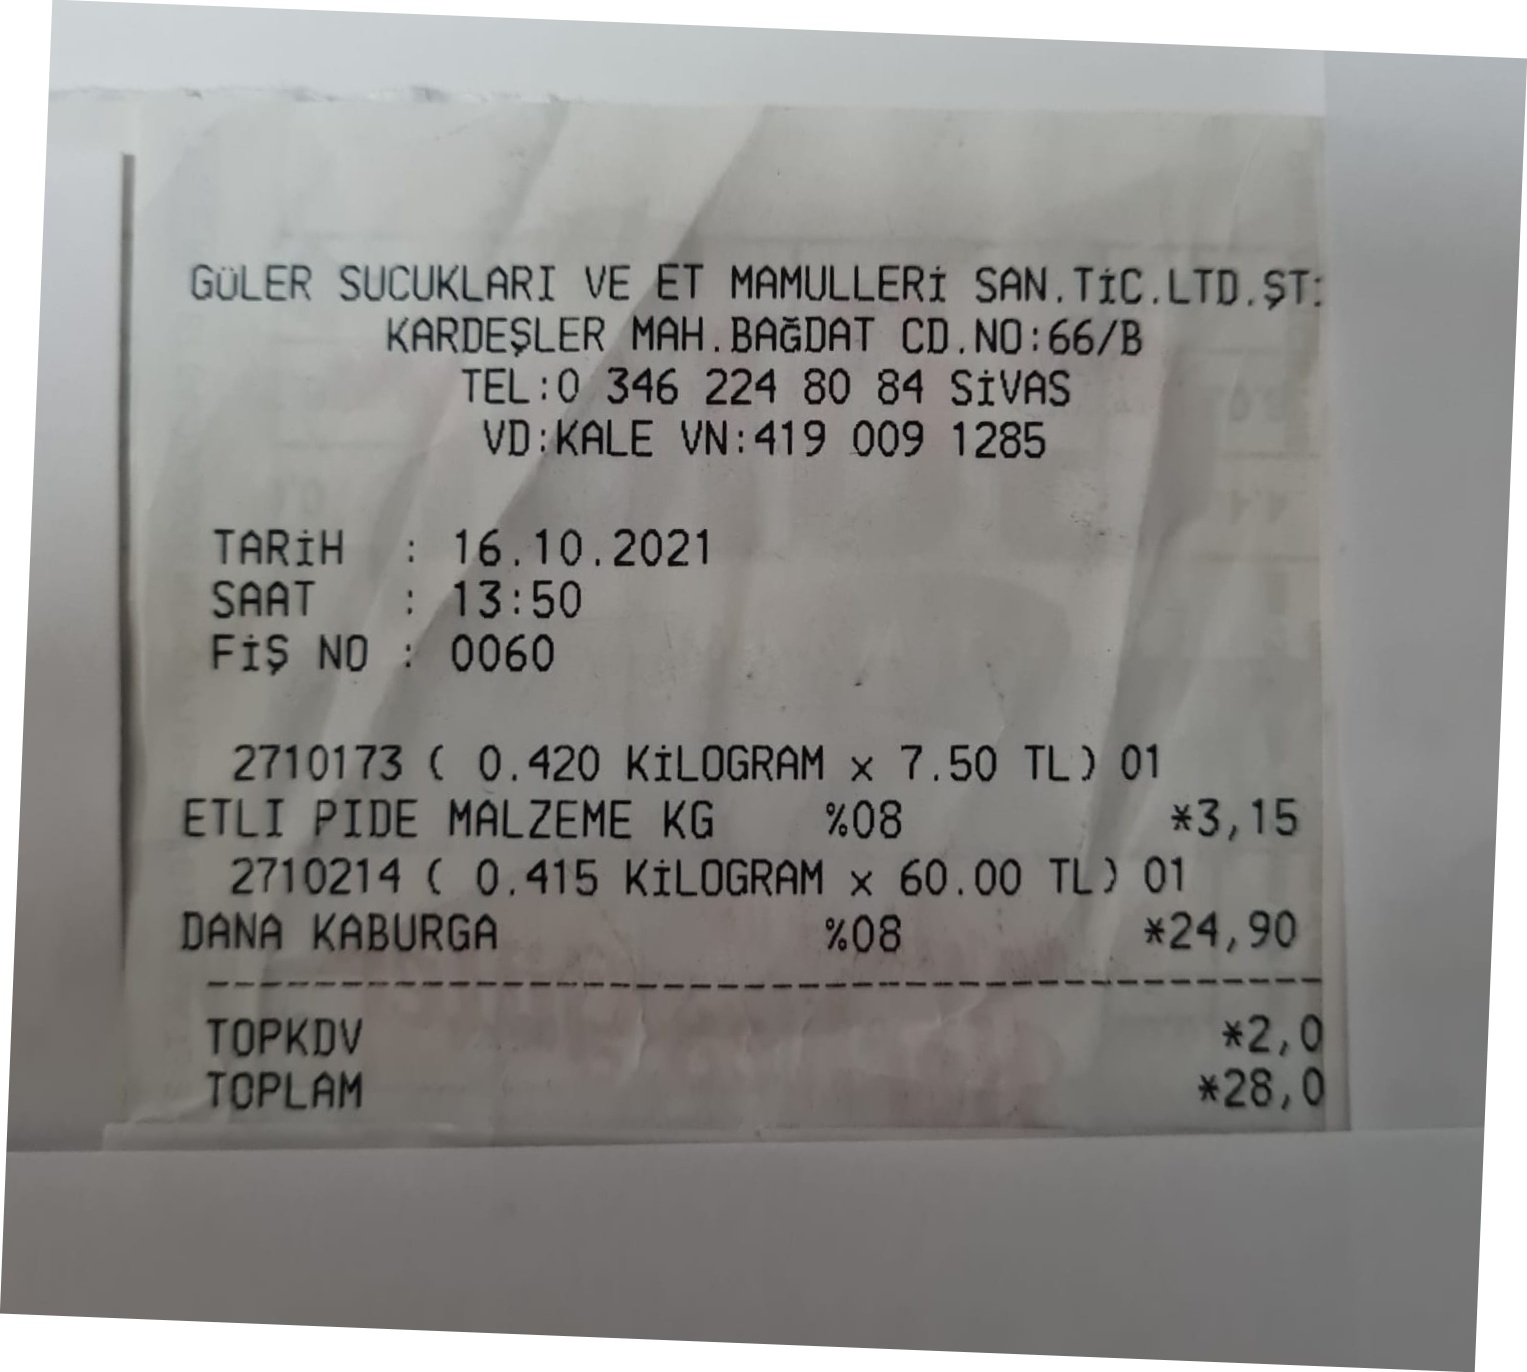 GÜLER SUCUKLARI VE ET MAMULLERİ SAN.TİC.LTD.ŞT:
KARDEŞLER MAH.BAĞDAT CD.NO:66/B
TEL:0 346 224 80 84 SİVAS
VD:KALE VN:419 009 1285
TARİH : 16.10.2021
SAAT : 13:50
FİŞ NO : 0060
2710173 ( 0.420 KİLOGRAM x 7.50 TL) 01
ETLI PIDE MALZEME KG %08 *3,15
2710214 ( 0.415 KİLOGRAM x 60.00 TL) 01
DANA KABURGA %08 *24,90
------------------------------------------
TOPKDV *2,0
TOPLAM *28,0